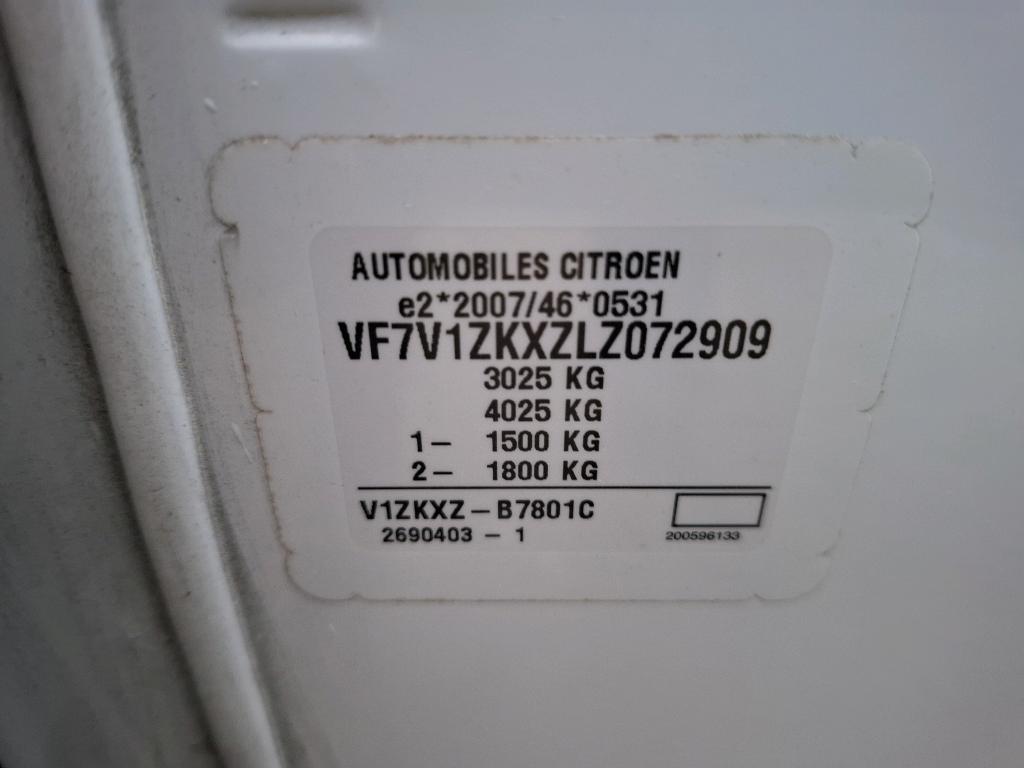 AUTOMOBILES CITROEN
e2*2007/46*0531
VF7V1ZKXZLZ072909
3025 KG
4025 KG
1- 1500 KG
2- 1800 KG
V1ZKXZ-B7801C
2690403 - 1
200596133